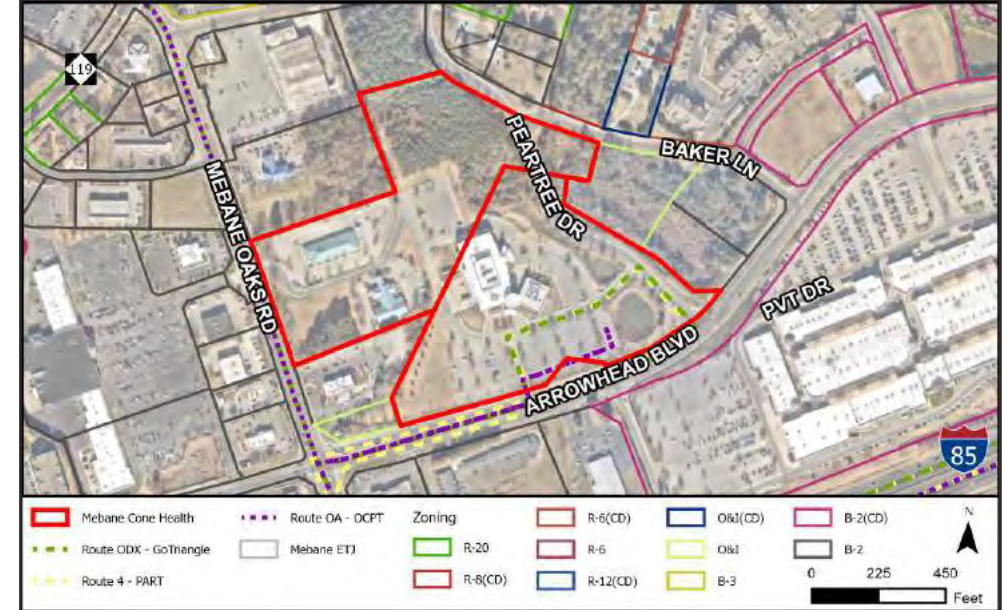 119
MEBANE OAKS RD
PEARTREE DR
BAKER LN
PVT DR
ARROWHEAD BLVD
85
Mebane Cone Health
Route OA - OCPT
Zoning
R-6(CD)
O&I(CD)
B-2(CD)
N
Route ODX - GoTriangle
Mebane ETJ
R-20
R-6
O&I
B-2
Route 4 - PART
R-8(CD)
R-12(CD)
B-3
0 225 450
Feet